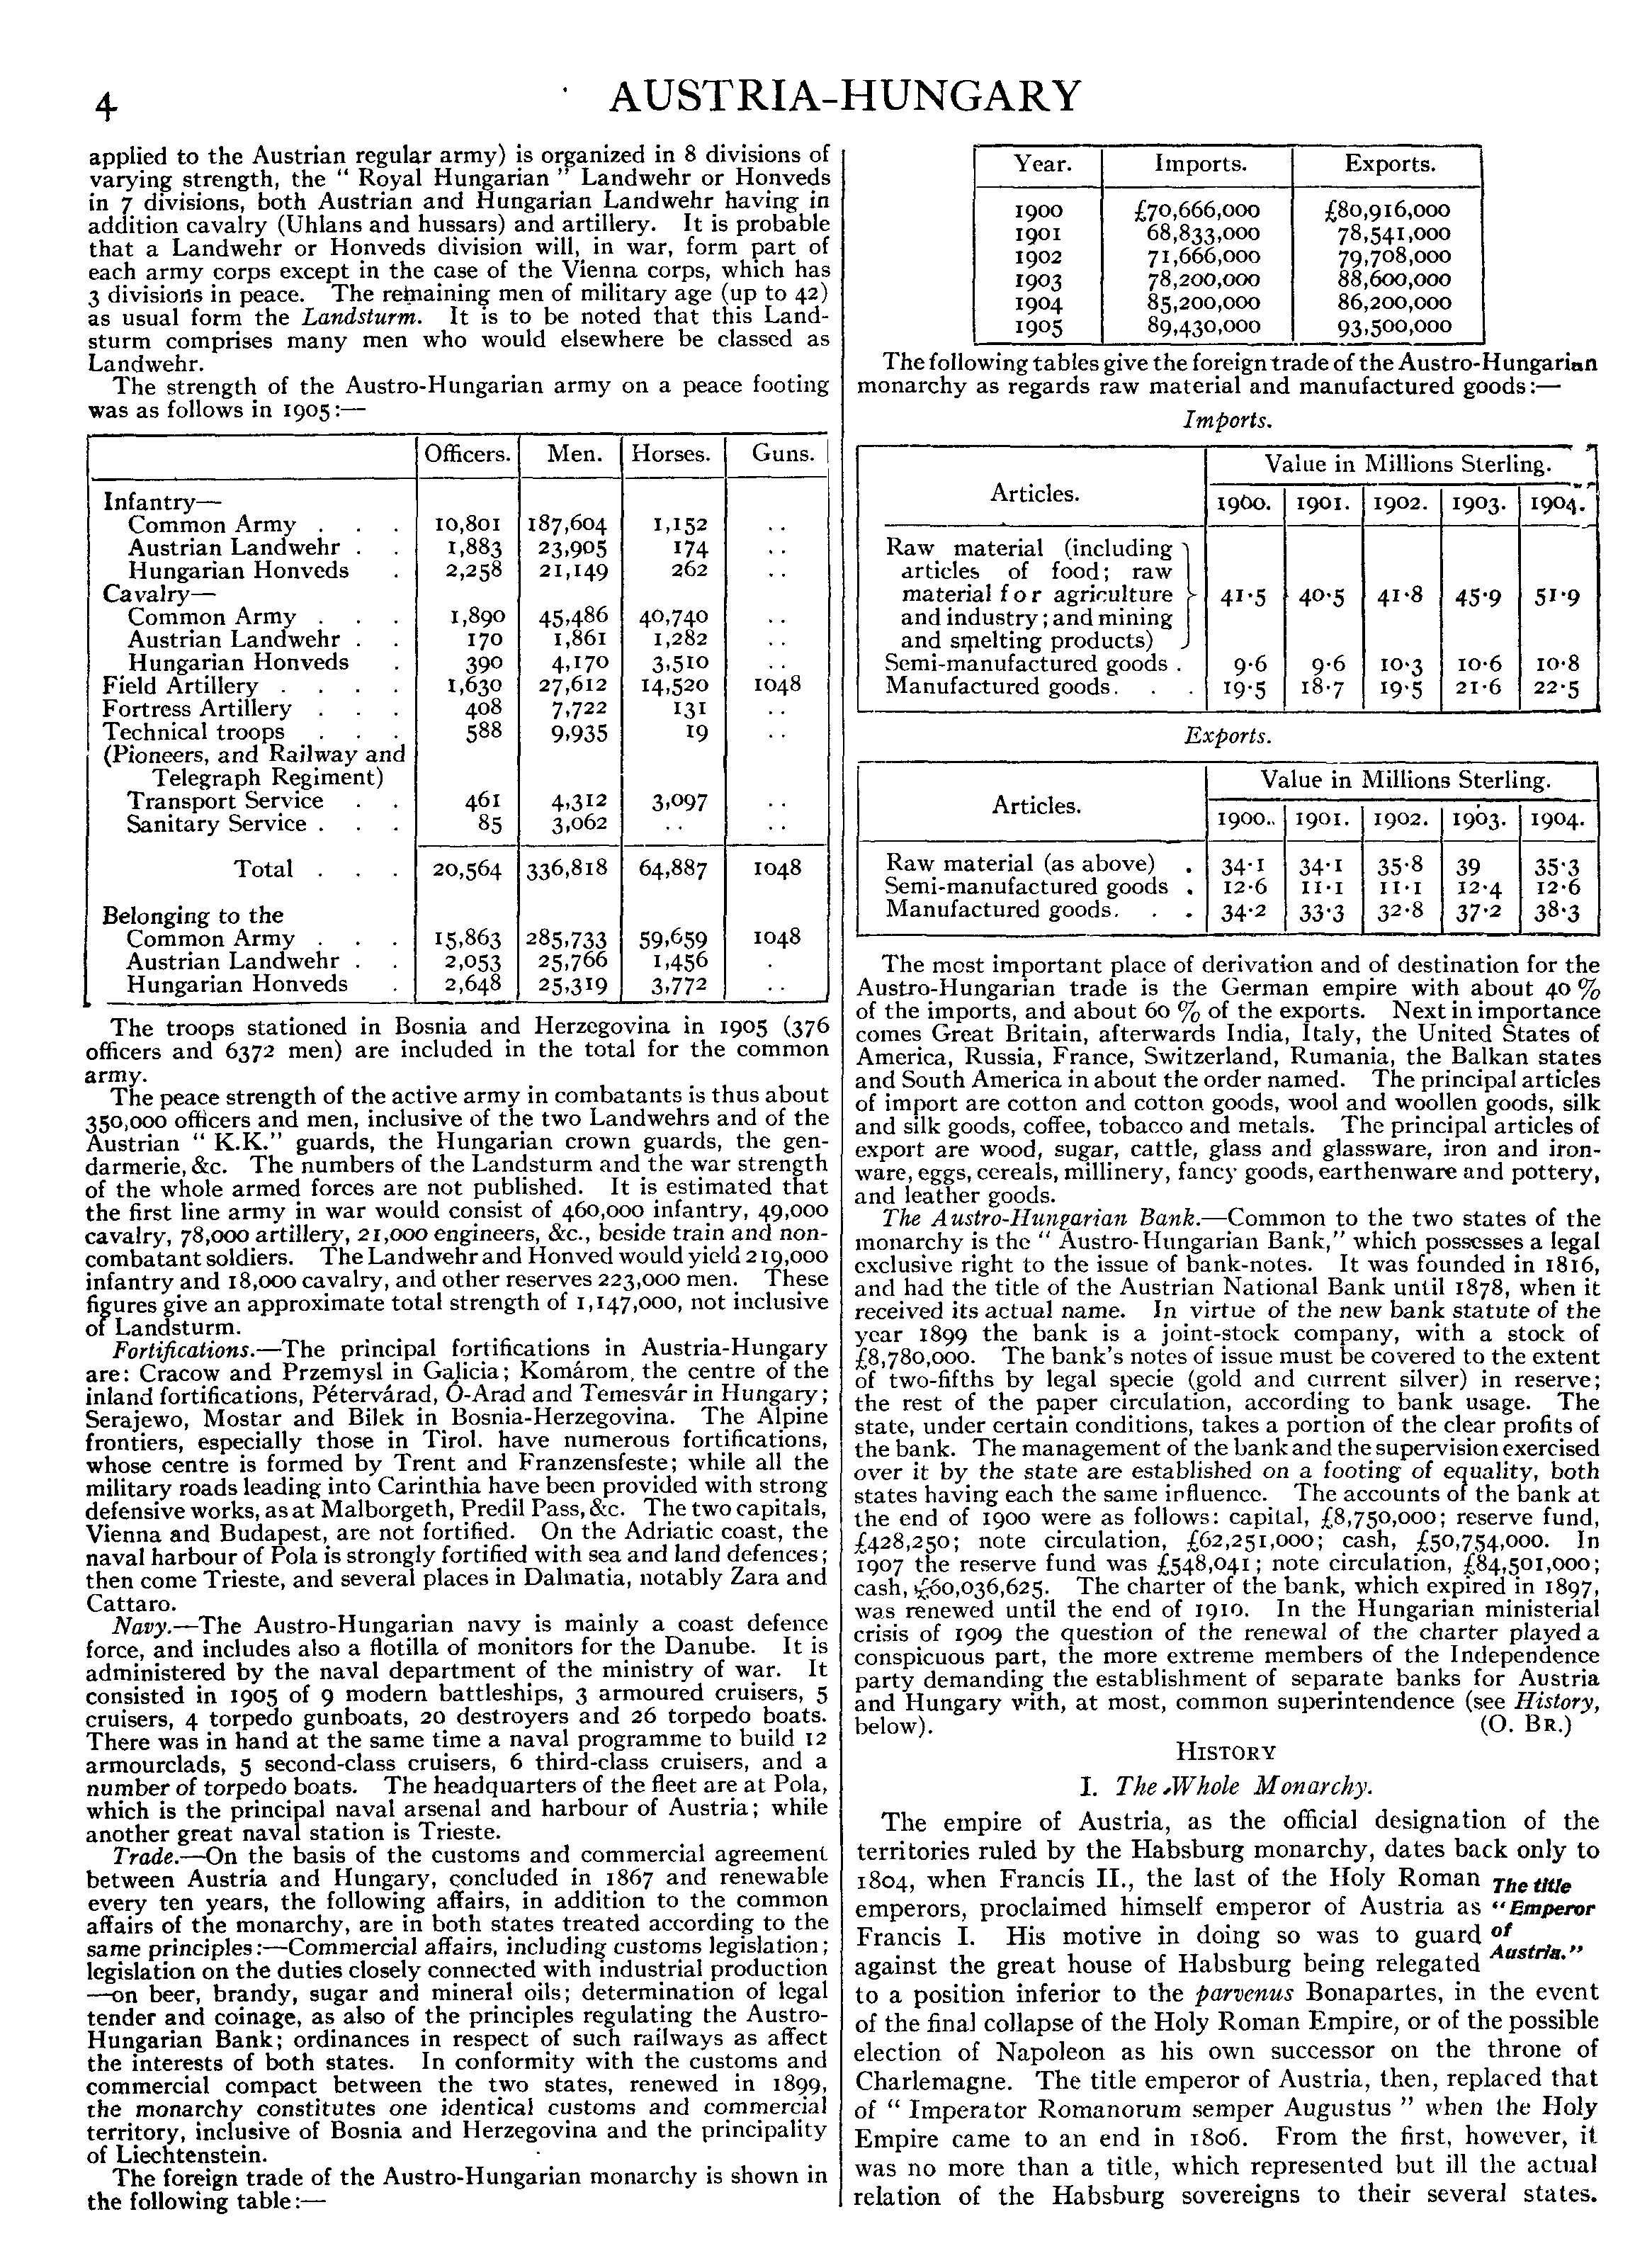 4
AUSTRIA-HUNGARY
applied to the Austrian regular army) is organized in 8 divisions of
varying strength, the “ Royal Hungarian ” Landwehr or Honveds
in 7 divisions, both Austrian and Hungarian Landwehr having in
addition cavalry (Uhlans and hussars) and artillery. It is probable
that a Landwehr or Honveds division will, in war, form part of
each army corps except in the case of the Vienna corps, which has
3 divisions in peace. The remaining men of military age (up to 42)
as usual form the Landsturm. It is to be noted that this Land-
sturm comprises many men who would elsewhere be classed as
Landwehr.
The strength of the Austro-Hungarian army on a peace footing
was as follows in 1905:—
Officers. Men. Horses. Guns.
Infantry—
Common Army . . . 10,801 187,604 1,152 ..
Austrian Landwehr . . 1,883 23,905 174 ..
Hungarian Honveds . 2,258 21,149 262 ..
Cavalry—
Common Army . . . 1,890 45,486 40,740 ..
Austrian Landwehr . . 170 1,861 1,282 ..
Hungarian Honveds . 390 4,170 3,510 ..
Field Artillery . . . . 1,630 27,612 14,520 1048
Fortress Artillery . . . 408 7,722 131 ..
Technical troops . . . 588 9,935 19 ..
(Pioneers, and Railway and
Telegraph Regiment)
Transport Service . . 461 4,312 3,097 ..
Sanitary Service . . . 85 3,062 .. ..
Total . . . 20,564 336,818 64,887 1048
Belonging to the
Common Army . . . 15,863 285,733 59,659 1048
Austrian Landwehr . . 2,053 25,766 1,456 .
Hungarian Honveds . 2,648 25,319 3,772 ..
The troops stationed in Bosnia and Herzegovina in 1905 (376
officers and 6372 men) are included in the total for the common
army.
The peace strength of the active army in combatants is thus about
350,000 officers and men, inclusive of the two Landwehrs and of the
Austrian “ K.K.” guards, the Hungarian crown guards, the gen-
darmerie, &c. The numbers of the Landsturm and the war strength
of the whole armed forces are not published. It is estimated that
the first line army in war would consist of 460,000 infantry, 49,000
cavalry, 78,000 artillery, 21,000 engineers, &c., beside train and non-
combatant soldiers. The Landwehr and Honved would yield 219,000
infantry and 18,000 cavalry, and other reserves 223,000 men. These
figures give an approximate total strength of 1,147,000, not inclusive
of Landsturm.
Fortifications.—The principal fortifications in Austria-Hungary
are: Cracow and Przemysl in Galicia; Komárom, the centre of the
inland fortifications, Pétervárad, Ó-Arad and Temesvár in Hungary;
Serajewo, Mostar and Bilek in Bosnia-Herzegovina. The Alpine
frontiers, especially those in Tirol. have numerous fortifications,
whose centre is formed by Trent and Franzensfeste; while all the
military roads leading into Carinthia have been provided with strong
defensive works, as at Malborgeth, Predil Pass, &c. The two capitals,
Vienna and Budapest, are not fortified. On the Adriatic coast, the
naval harbour of Pola is strongly fortified with sea and land defences;
then come Trieste, and several places in Dalmatia, notably Zara and
Cattaro.
Navy.—The Austro-Hungarian navy is mainly a coast defence
force, and includes also a flotilla of monitors for the Danube. It is
administered by the naval department of the ministry of war. It
consisted in 1905 of 9 modern battleships, 3 armoured cruisers, 5
cruisers, 4 torpedo gunboats, 20 destroyers and 26 torpedo boats.
There was in hand at the same time a naval programme to build 12
armourclads, 5 second-class cruisers, 6 third-class cruisers, and a
number of torpedo boats. The headquarters of the fleet are at Pola,
which is the principal naval arsenal and harbour of Austria; while
another great naval station is Trieste.
Trade.—On the basis of the customs and commercial agreement
between Austria and Hungary, concluded in 1867 and renewable
every ten years, the following affairs, in addition to the common
affairs of the monarchy, are in both states treated according to the
same principles:—Commercial affairs, including customs legislation;
legislation on the duties closely connected with industrial production
—on beer, brandy, sugar and mineral oils; determination of legal
tender and coinage, as also of the principles regulating the Austro-
Hungarian Bank; ordinances in respect of such railways as affect
the interests of both states. In conformity with the customs and
commercial compact between the two states, renewed in 1899,
the monarchy constitutes one identical customs and commercial
territory, inclusive of Bosnia and Herzegovina and the principality
of Liechtenstein.
The foreign trade of the Austro-Hungarian monarchy is shown in
the following table:—
Year. Imports. Exports.
1900 £70,666,000 £80,916,000
1901 68,833,000 78,541,000
1902 71,666,000 79,708,000
1903 78,200,000 88,600,000
1904 85,200,000 86,200,000
1905 89,430,000 93,500,000
The following tables give the foreign trade of the Austro-Hungarian
monarchy as regards raw material and manufactured goods:—
Imports.
Articles. Value in Millions Sterling.
1900. 1901. 1902. 1903. 1904.
Raw material (including
articles of food; raw
material for agriculture 41·5 40·5 41·8 45·9 51·9
and industry; and mining
and smelting products)
Semi-manufactured goods . 9·6 9·6 10·3 10·6 10·8
Manufactured goods. . . 19·5 18·7 19·5 21·6 22·5
Exports.
Articles. Value in Millions Sterling.
1900.. 1901. 1902. 1903. 1904.
Raw material (as above) . 34·1 34·1 35·8 39 35·3
Semi-manufactured goods . 12·6 11·1 11·1 12·4 12·6
Manufactured goods. . . 34·2 33·3 32·8 37·2 38·3
The most important place of derivation and of destination for the
Austro-Hungarian trade is the German empire with about 40 %
of the imports, and about 60 % of the exports. Next in importance
comes Great Britain, afterwards India, Italy, the United States of
America, Russia, France, Switzerland, Rumania, the Balkan states
and South America in about the order named. The principal articles
of import are cotton and cotton goods, wool and woollen goods, silk
and silk goods, coffee, tobacco and metals. The principal articles of
export are wood, sugar, cattle, glass and glassware, iron and iron-
ware, eggs, cereals, millinery, fancy goods, earthenware and pottery,
and leather goods.
The Austro-Hungarian Bank.—Common to the two states of the
monarchy is the “ Austro-Hungarian Bank,” which possesses a legal
exclusive right to the issue of bank-notes. It was founded in 1816,
and had the title of the Austrian National Bank until 1878, when it
received its actual name. In virtue of the new bank statute of the
year 1899 the bank is a joint-stock company, with a stock of
£8,780,000. The bank’s notes of issue must be covered to the extent
of two-fifths by legal specie (gold and current silver) in reserve;
the rest of the paper circulation, according to bank usage. The
state, under certain conditions, takes a portion of the clear profits of
the bank. The management of the bank and the supervision exercised
over it by the state are established on a footing of equality, both
states having each the same influence. The accounts of the bank at
the end of 1900 were as follows: capital, £8,750,000; reserve fund,
£428,250; note circulation, £62,251,000; cash, £50,754,000. In
1907 the reserve fund was £548,041; note circulation, £84,501,000;
cash, £60,036,625. The charter of the bank, which expired in 1897,
was renewed until the end of 1910. In the Hungarian ministerial
crisis of 1909 the question of the renewal of the charter played a
conspicuous part, the more extreme members of the Independence
party demanding the establishment of separate banks for Austria
and Hungary with, at most, common superintendence (see History,
below). (O. BR.)
HISTORY
I. The Whole Monarchy.
The empire of Austria, as the official designation of the
territories ruled by the Habsburg monarchy, dates back only to
1804, when Francis II., the last of the Holy Roman
emperors, proclaimed himself emperor of Austria as
Francis I. His motive in doing so was to guard
against the great house of Habsburg being relegated
The title
“Emperor
of
Austria.”
to a position inferior to the parvenus Bonapartes, in the event
of the final collapse of the Holy Roman Empire, or of the possible
election of Napoleon as his own successor on the throne of
Charlemagne. The title emperor of Austria, then, replaced that
of “ Imperator Romanorum semper Augustus ” when the Holy
Empire came to an end in 1806. From the first, however, it
was no more than a title, which represented but ill the actual
relation of the Habsburg sovereigns to their several states.